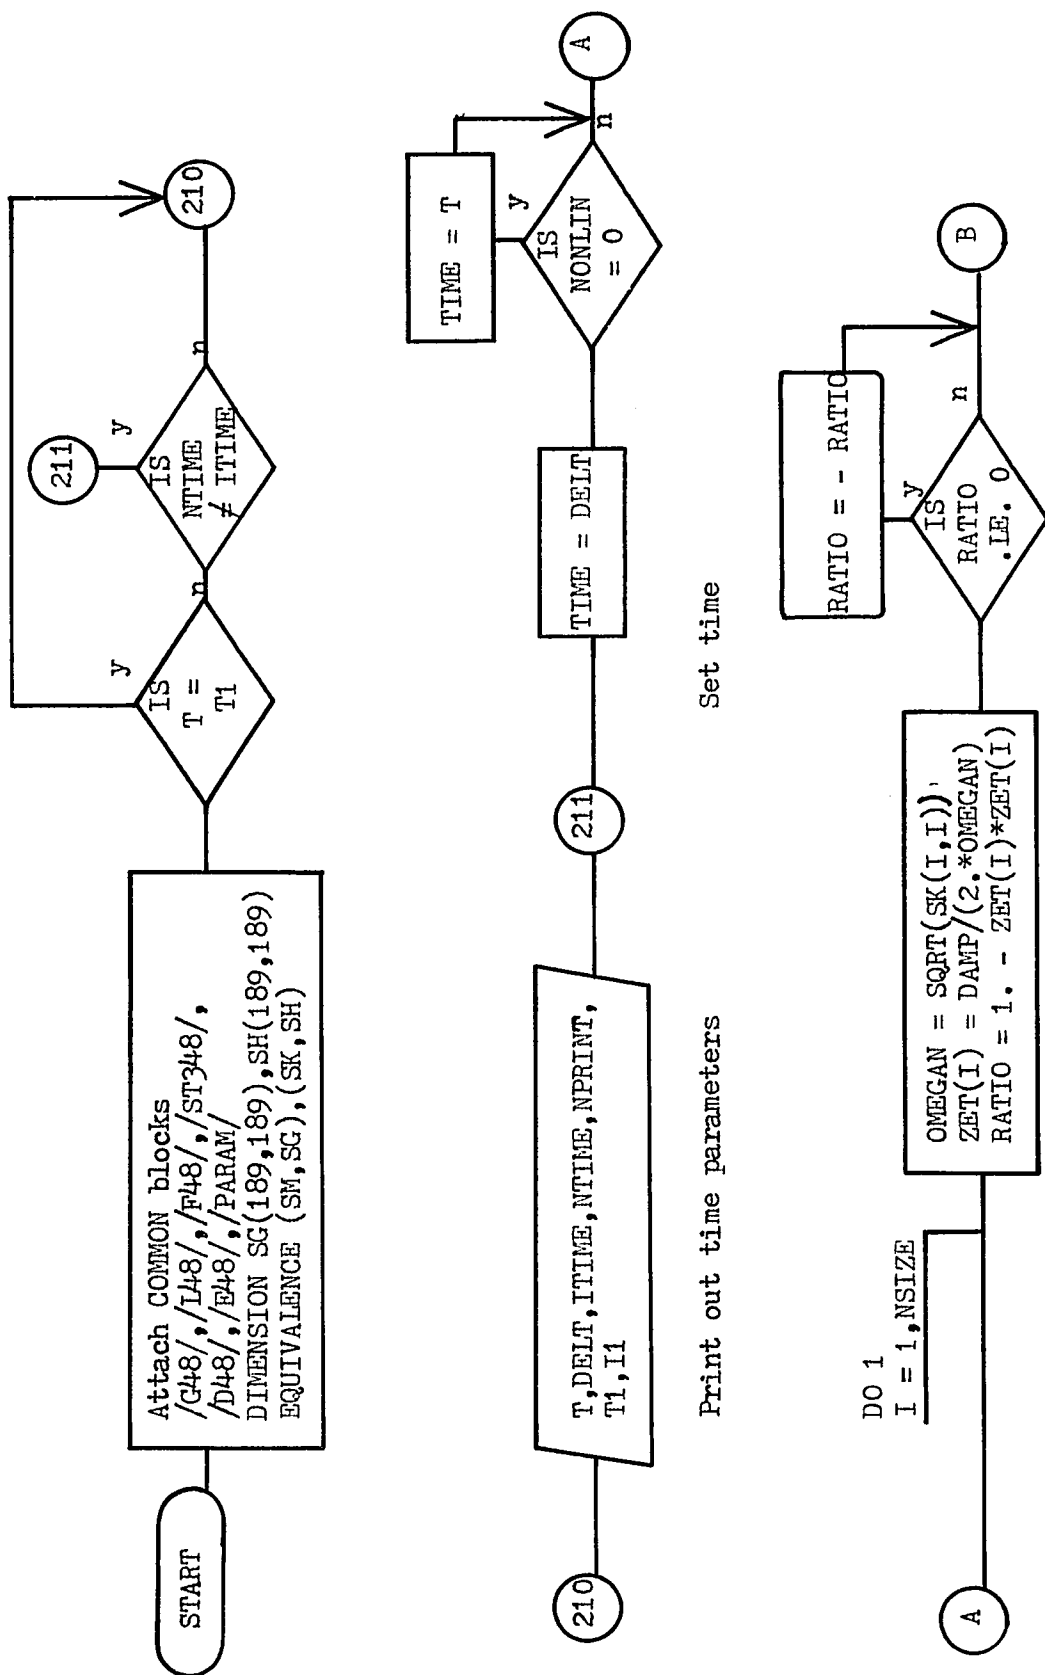 START
Attach COMMON blocks
/G48/,/L48/,/F48/,/ST348/,
/D48/,/E48/,/PARAM/
DIMENSION SG(189,189),SH(189,189)
EQUIVALENCE (SM,SG),(SK,SH)
IS
T =
T1
y
n
IS
NTIME
≠ ITIME
y
n
211
210
210
T,DELT,ITIME,NTIME,NPRINT,
T1,I1
Print out time parameters
211
TIME = DELT
Set time
IS
NONLIN
= 0
y
n
TIME = T
A
A
DO 1
I = 1,NSIZE
OMEGAN = SQRT(SK(I,I))
ZET(I) = DAMP/(2.*OMEGAN)
RATIO = 1. - ZET(I)*ZET(I)
IS
RATIO
.LE. 0
y
n
RATIO = - RATIO
B